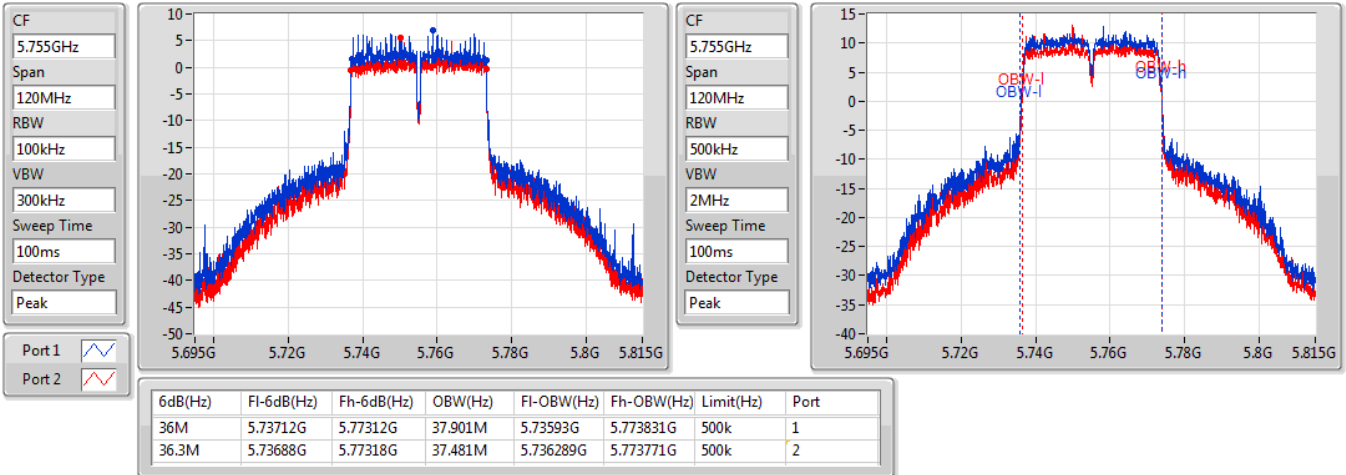 CF
5.755GHz
Span
120MHz
RBW
100kHz
VBW
300kHz
Sweep Time
100ms
Detector Type
Peak
Port 1
Port 2
10
5
0
-5
-10
-15
-20
-25
-30
-35
-40
-45
-50
5.695G 5.72G 5.74G 5.76G 5.78G 5.8G 5.815G
CF
5.755GHz
Span
120MHz
RBW
500kHz
VBW
2MHz
Sweep Time
100ms
Detector Type
Peak
15
10
5
0
-5
-10
-15
-20
-25
-30
-35
-40
OBW-l
OBW-l
OBW-h
OBW-h
5.695G 5.72G 5.74G 5.76G 5.78G 5.8G 5.815G
6dB(Hz) Fl-6dB(Hz) Fh-6dB(Hz) OBW(Hz) Fl-OBW(Hz) Fh-OBW(Hz) Limit(Hz) Port
36M 5.73712G 5.77312G 37.901M 5.73593G 5.773831G 500k 1
36.3M 5.73688G 5.77318G 37.481M 5.736289G 5.773771G 500k 2